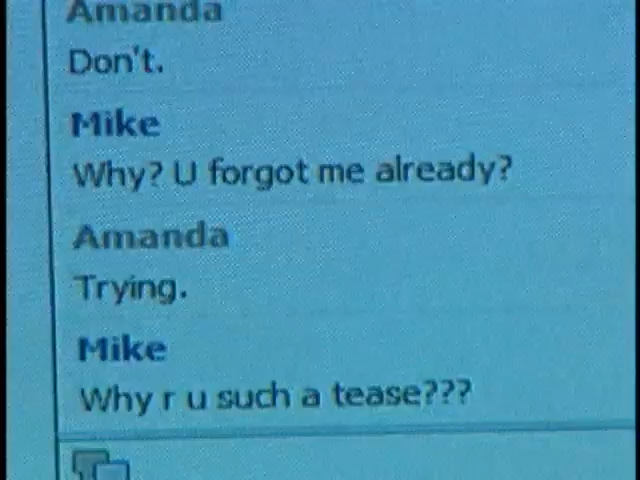 Amanda
Don't.
Mike
Why? U forgot me already?
Amanda
Trying.
Mike
Why r u such a tease???